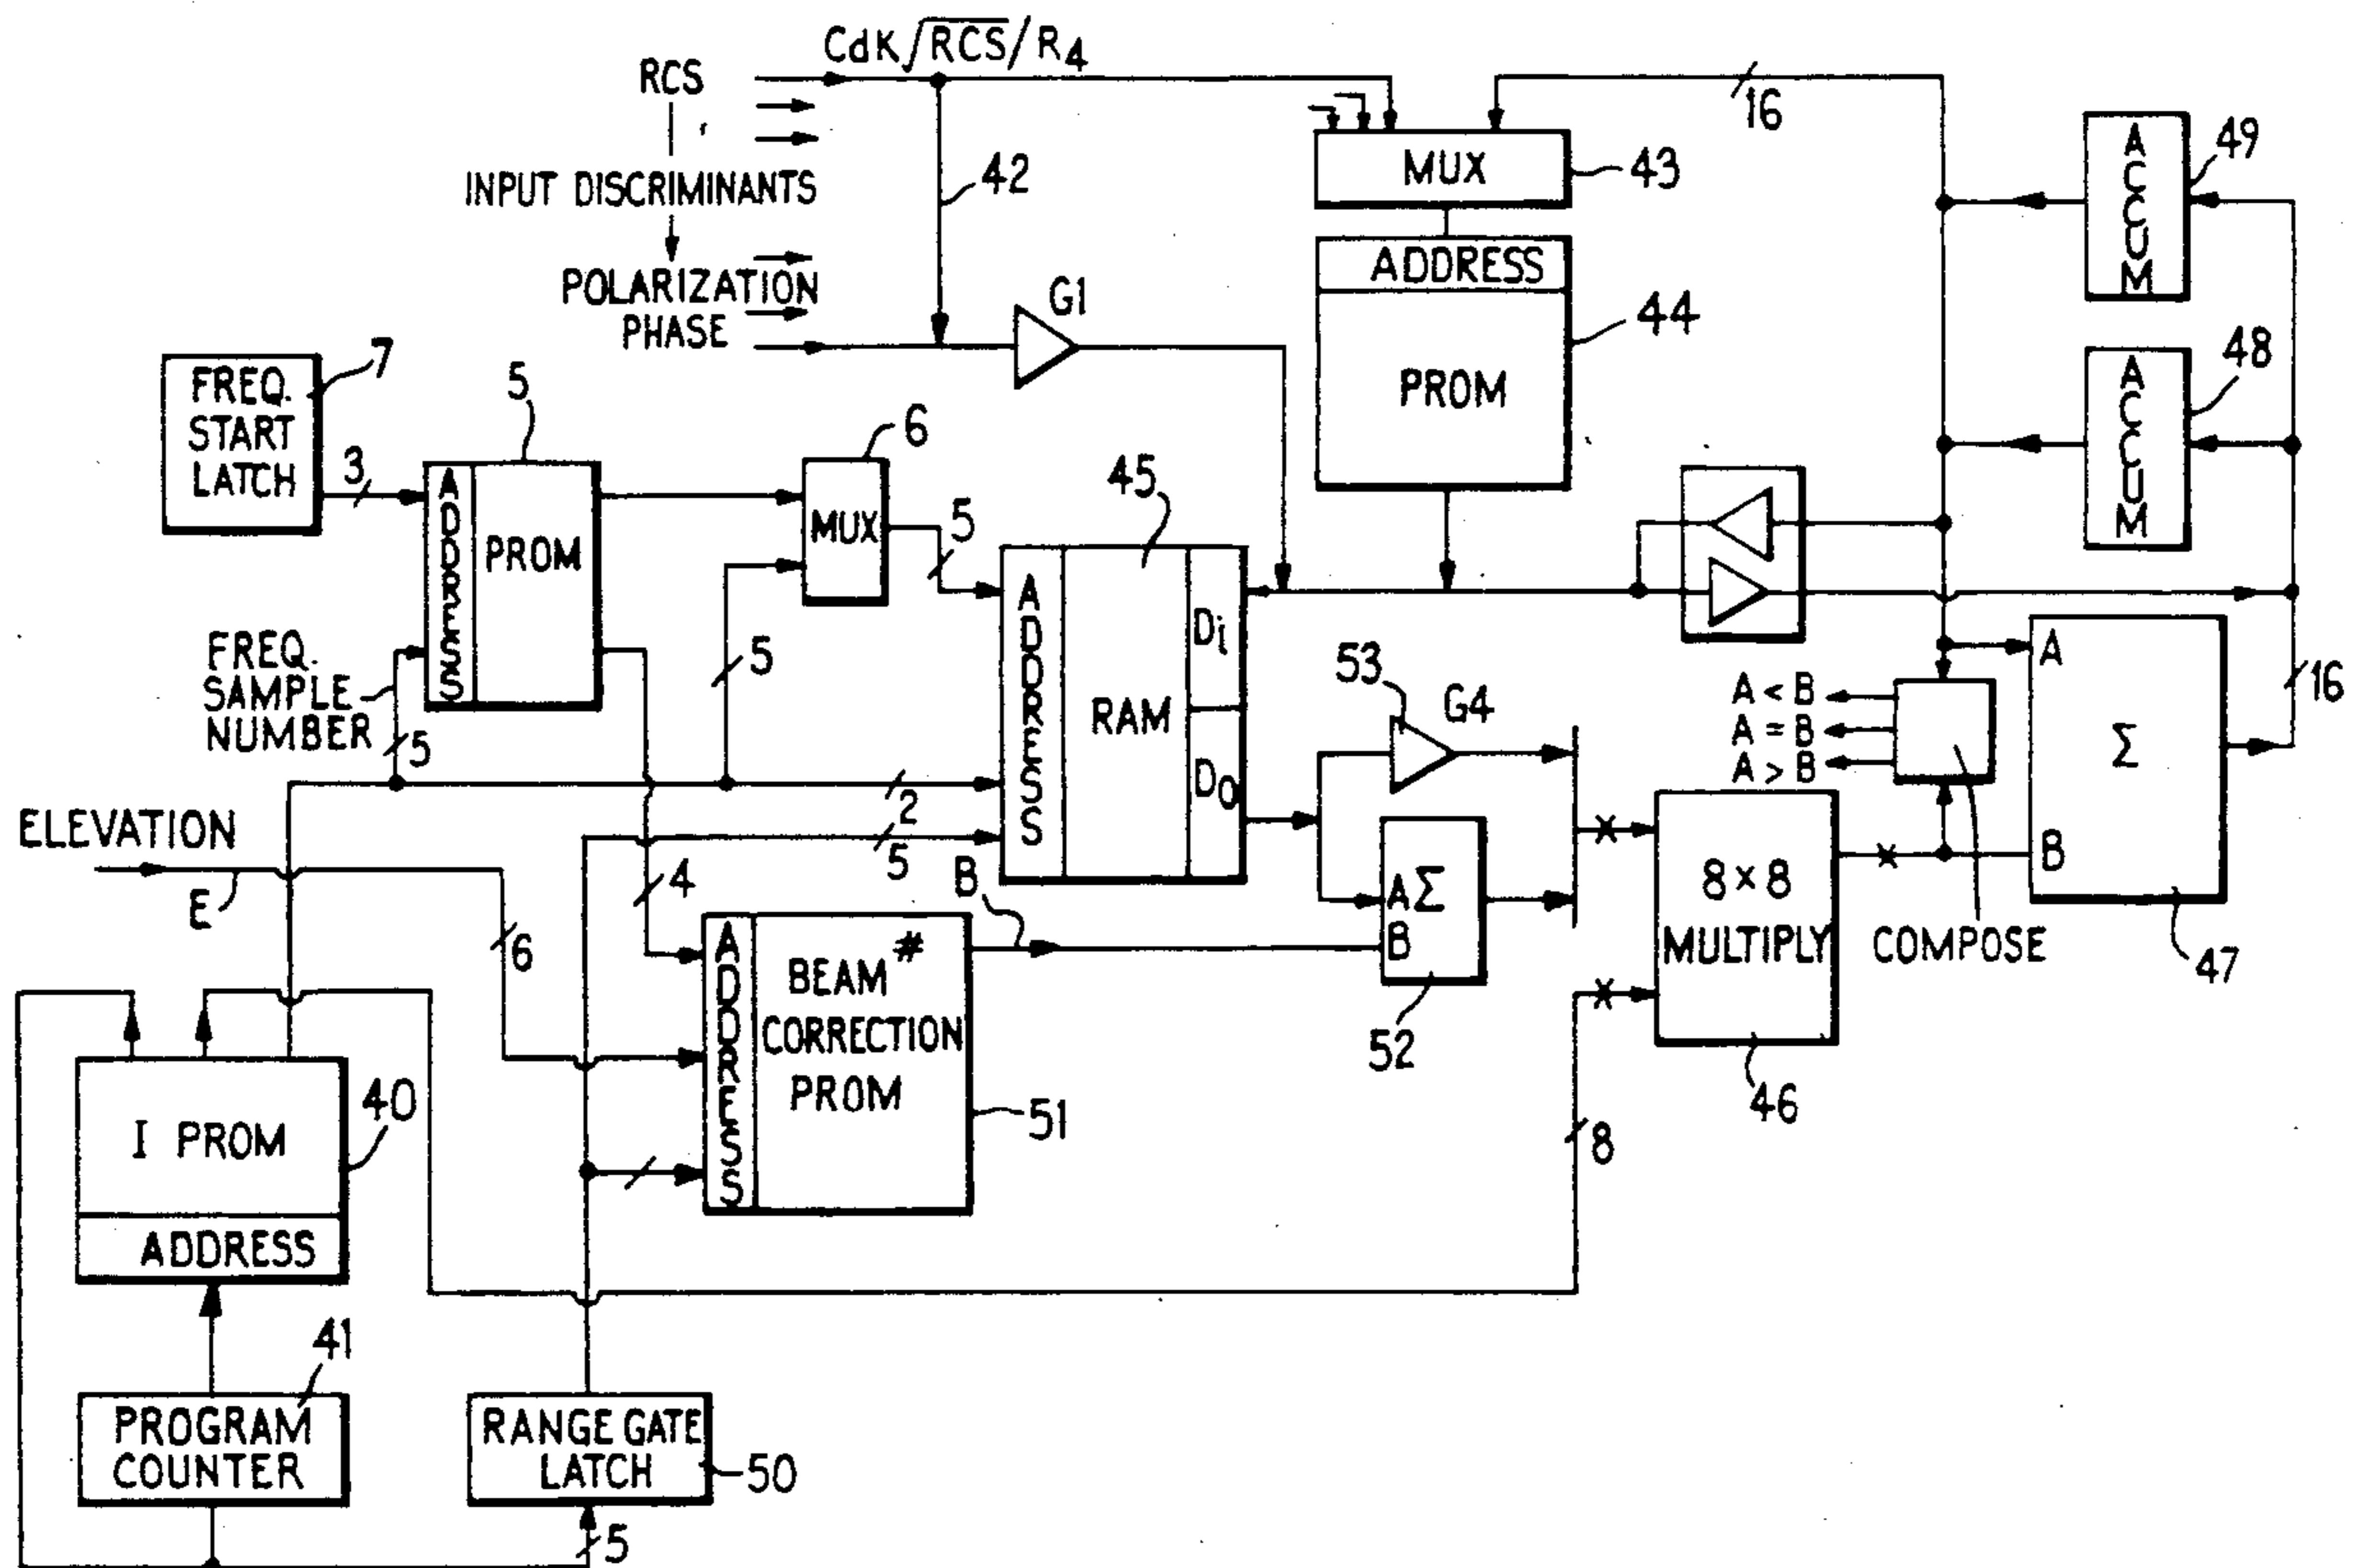 CdK√RCS/R4
RCS
INPUT DISCRIMINANTS
POLARIZATION
PHASE
42
G1
16
MUX
43
ADDRESS
PROM
44
ACCUM
49
ACCUM
48
FREQ.
START
LATCH
7
3
5
ADDRESS
PROM
6
MUX
5
45
ADDRESS
RAM
Di
Do
FREQ.
SAMPLE
NUMBER
5
5
2
5
ELEVATION
E
6
4
B
53
G4
A Σ
B
52
A < B
A = B
A > B
COMPOSE
A
Σ
B
16
47
8 × 8
MULTIPLY
46
8
ADDRESS
BEAM #
CORRECTION
PROM
51
I PROM
ADDRESS
40
41
PROGRAM
COUNTER
RANGE GATE
LATCH
50
5